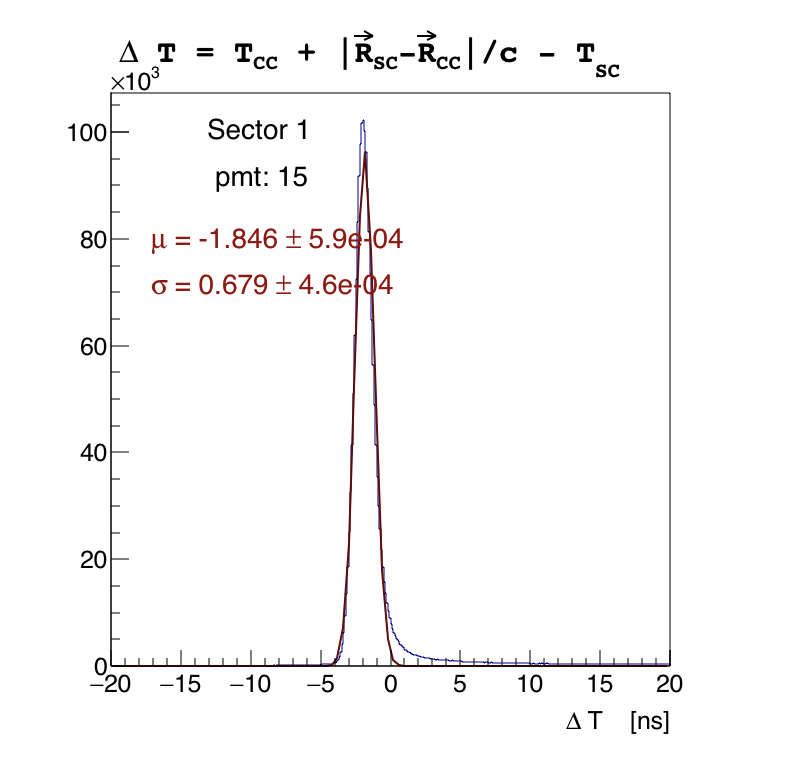 Δ T = T_CC + |R⃗_SC-R⃗_CC|/c - T_SC
×10³
Sector 1
pmt: 15
μ = -1.846 ± 5.9e-04
σ = 0.679 ± 4.6e-04
100
80
60
40
20
0
−20 −15 −10 −5 0 5 10 15 20
Δ T [ns]